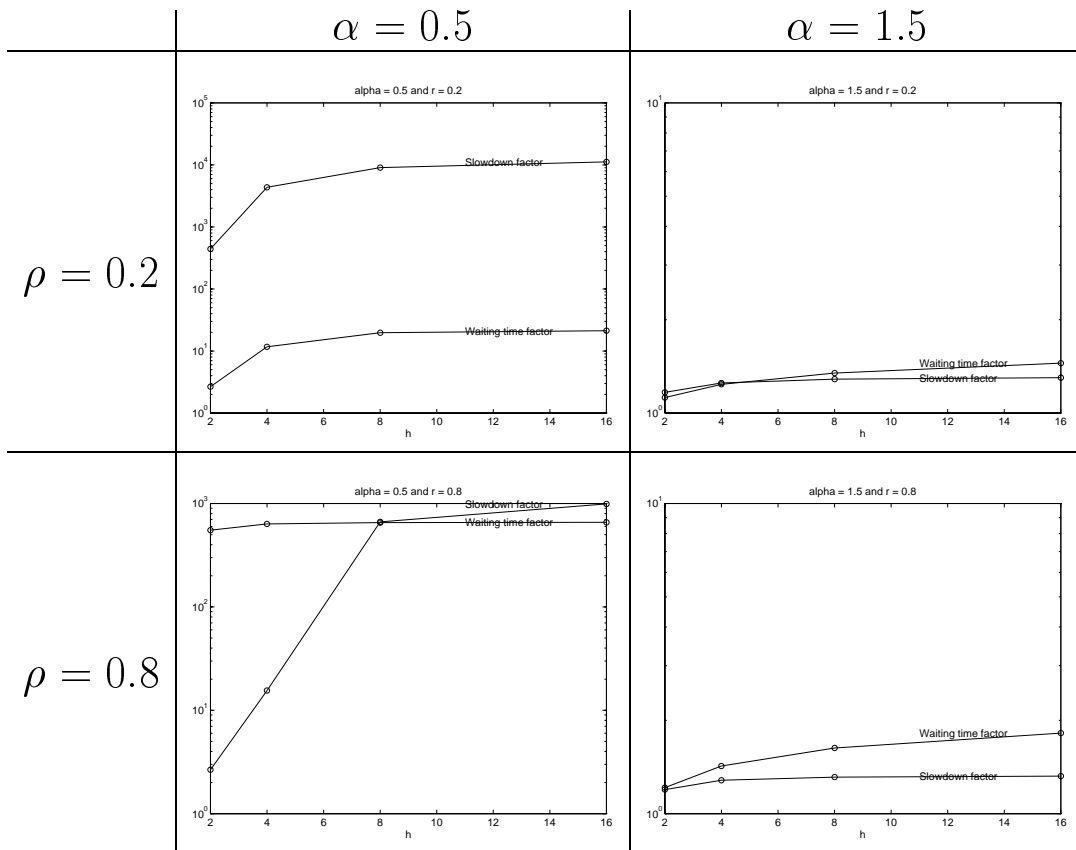 α = 0.5 α = 1.5
ρ = 0.2
alpha = 0.5 and r = 0.2
10^5
10^4
10^3
10^2
10^1
10^0
Slowdown factor
Waiting time factor
2 4 6 8 10 12 14 16
h
alpha = 1.5 and r = 0.2
10^1
10^0
Waiting time factor
Slowdown factor
2 4 6 8 10 12 14 16
h
ρ = 0.8
alpha = 0.5 and r = 0.8
10^3
10^2
10^1
10^0
Slowdown factor
Waiting time factor
2 4 6 8 10 12 14 16
h
alpha = 1.5 and r = 0.8
10^1
10^0
Waiting time factor
Slowdown factor
2 4 6 8 10 12 14 16
h